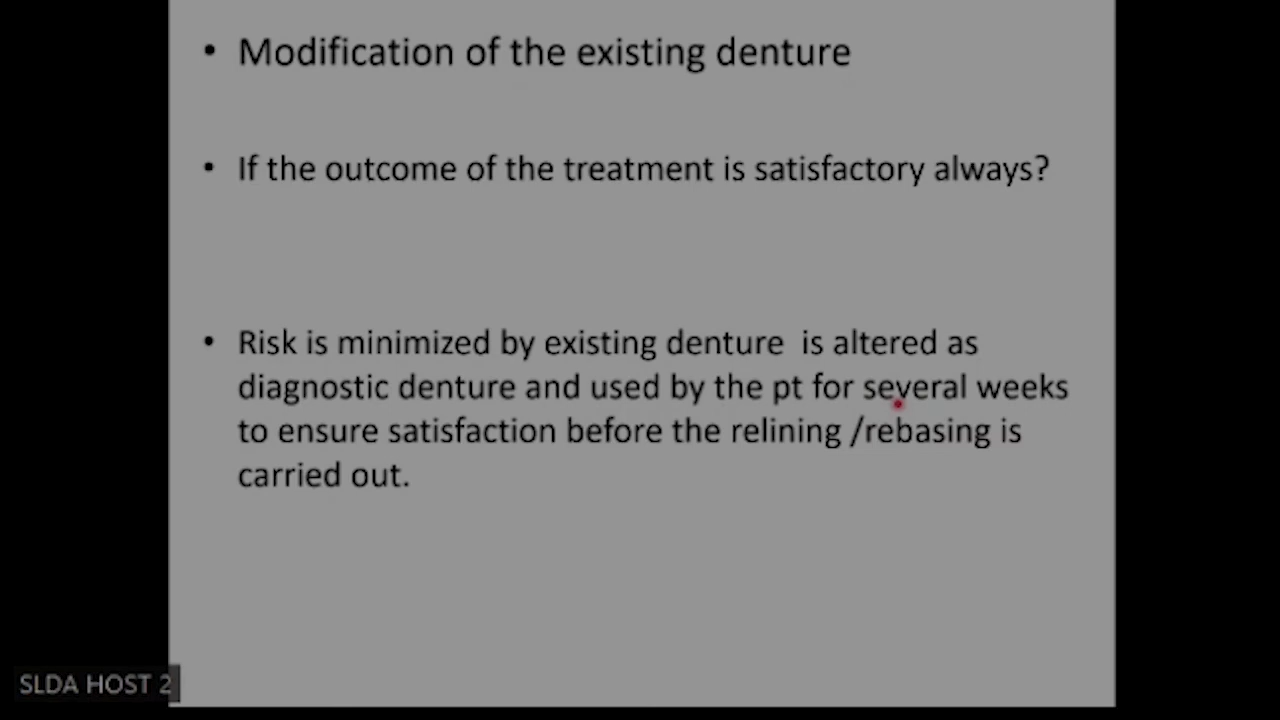 • Modification of the existing denture
• If the outcome of the treatment is satisfactory always?
• Risk is minimized by existing denture  is altered as
diagnostic denture and used by the pt for several weeks
to ensure satisfaction before the relining /rebasing is
carried out.
SLDA HOST 2